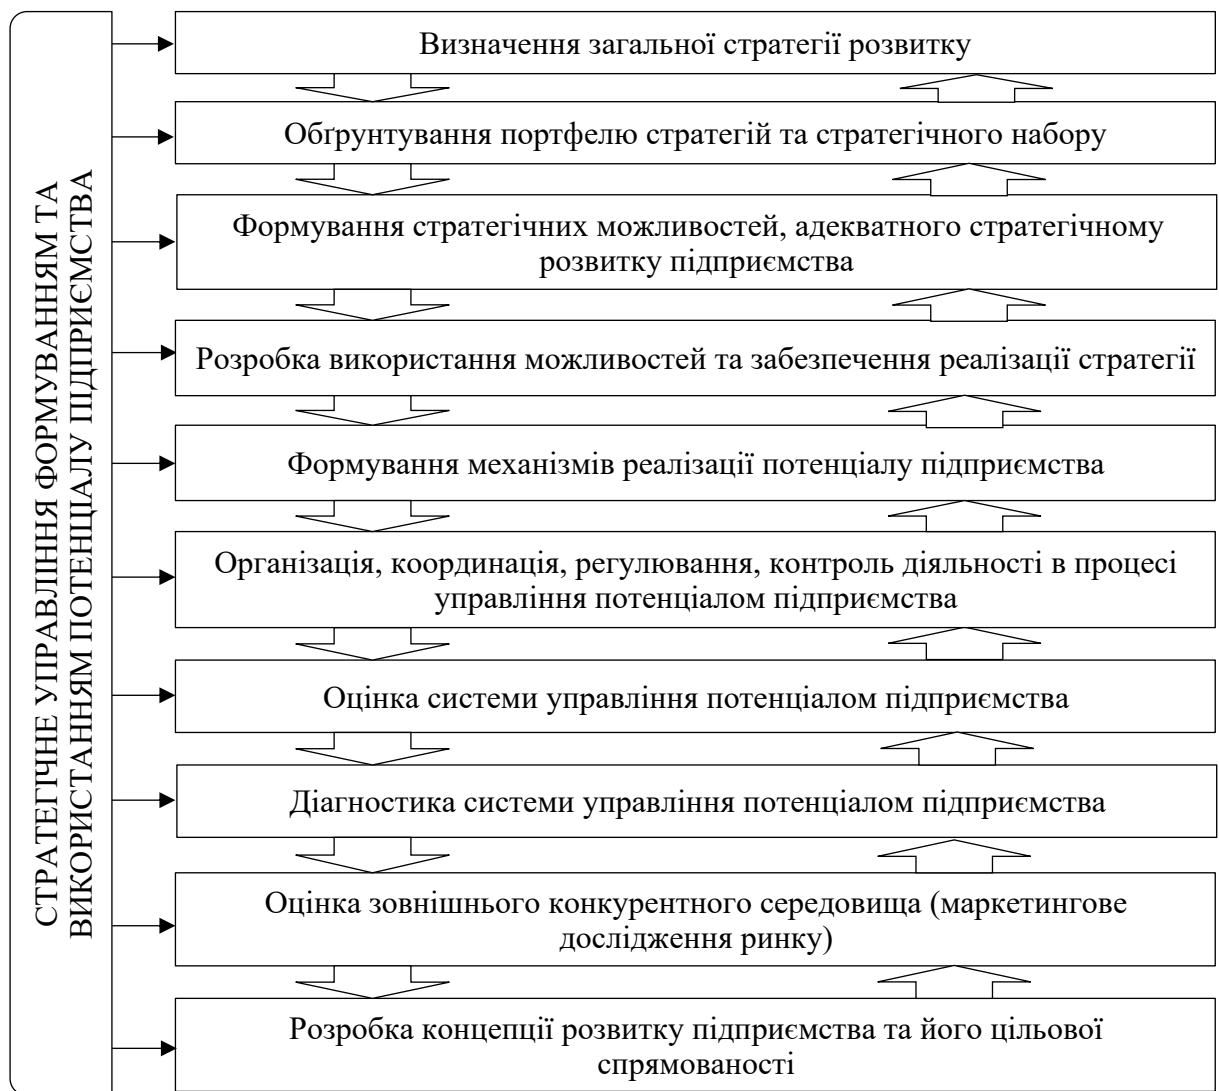 СТРАТЕГІЧНЕ УПРАВЛІННЯ ФОРМУВАННЯМ ТА
ВИКОРИСТАННЯМ ПОТЕНЦІАЛУ ПІДПРИЄМСТВА
Визначення загальної стратегії розвитку
Обґрунтування портфелю стратегій та стратегічного набору
Формування стратегічних можливостей, адекватного стратегічному
розвитку підприємства
Розробка використання можливостей та забезпечення реалізації стратегії
Формування механізмів реалізації потенціалу підприємства
Організація, координація, регулювання, контроль діяльності в процесі
управління потенціалом підприємства
Оцінка системи управління потенціалом підприємства
Діагностика системи управління потенціалом підприємства
Оцінка зовнішнього конкурентного середовища (маркетингове
дослідження ринку)
Розробка концепції розвитку підприємства та його цільової
спрямованості